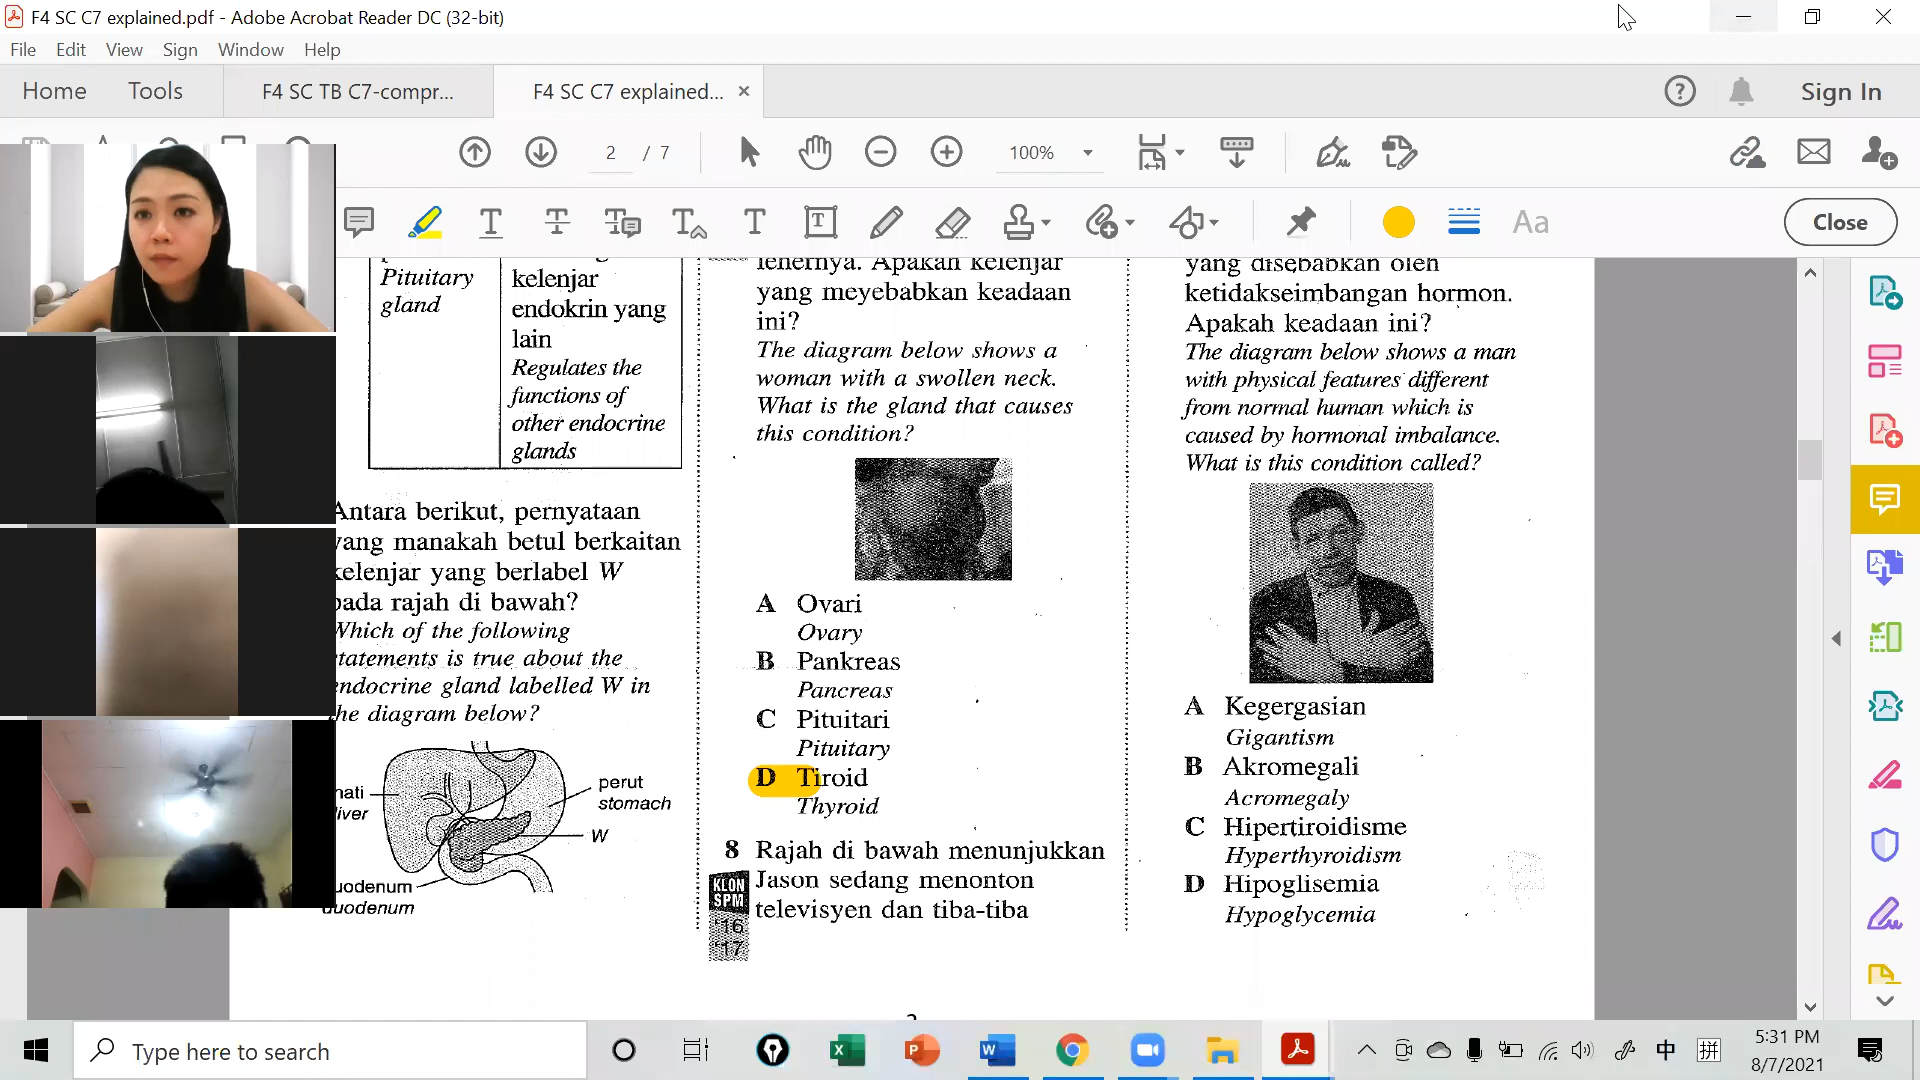 F4 SC C7 explained.pdf - Adobe Acrobat Reader DC (32-bit)
File Edit View Sign Window Help
Home Tools F4 SC TB C7-compr... F4 SC C7 explained... × Sign In
2 / 7 100%
Aa Close
Pituitary
gland
kelenjar
endokrin yang
lain
Regulates the
functions of
other endocrine
glands
Antara berikut, pernyataan
yang manakah betul berkaitan
kelenjar yang berlabel W
pada rajah di bawah?
Which of the following
statements is true about the
endocrine gland labelled W in
the diagram below?
hati
liver
perut
stomach
W
duodenum
duodenum
lehernya. Apakah kelenjar
yang meyebabkan keadaan
ini?
The diagram below shows a
woman with a swollen neck.
What is the gland that causes
this condition?
A Ovari
Ovary
B Pankreas
Pancreas
C Pituitari
Pituitary
D Tiroid
Thyroid
8 Rajah di bawah menunjukkan
Jason sedang menonton
televisyen dan tiba-tiba
KLON
SPM
'16
'17
yang disebabkan oleh
ketidakseimbangan hormon.
Apakah keadaan ini?
The diagram below shows a man
with physical features different
from normal human which is
caused by hormonal imbalance.
What is this condition called?
A Kegergasian
Gigantism
B Akromegali
Acromegaly
C Hipertiroidisme
Hyperthyroidism
D Hipoglisemia
Hypoglycemia
Type here to search
中 拼
5:31 PM
8/7/2021